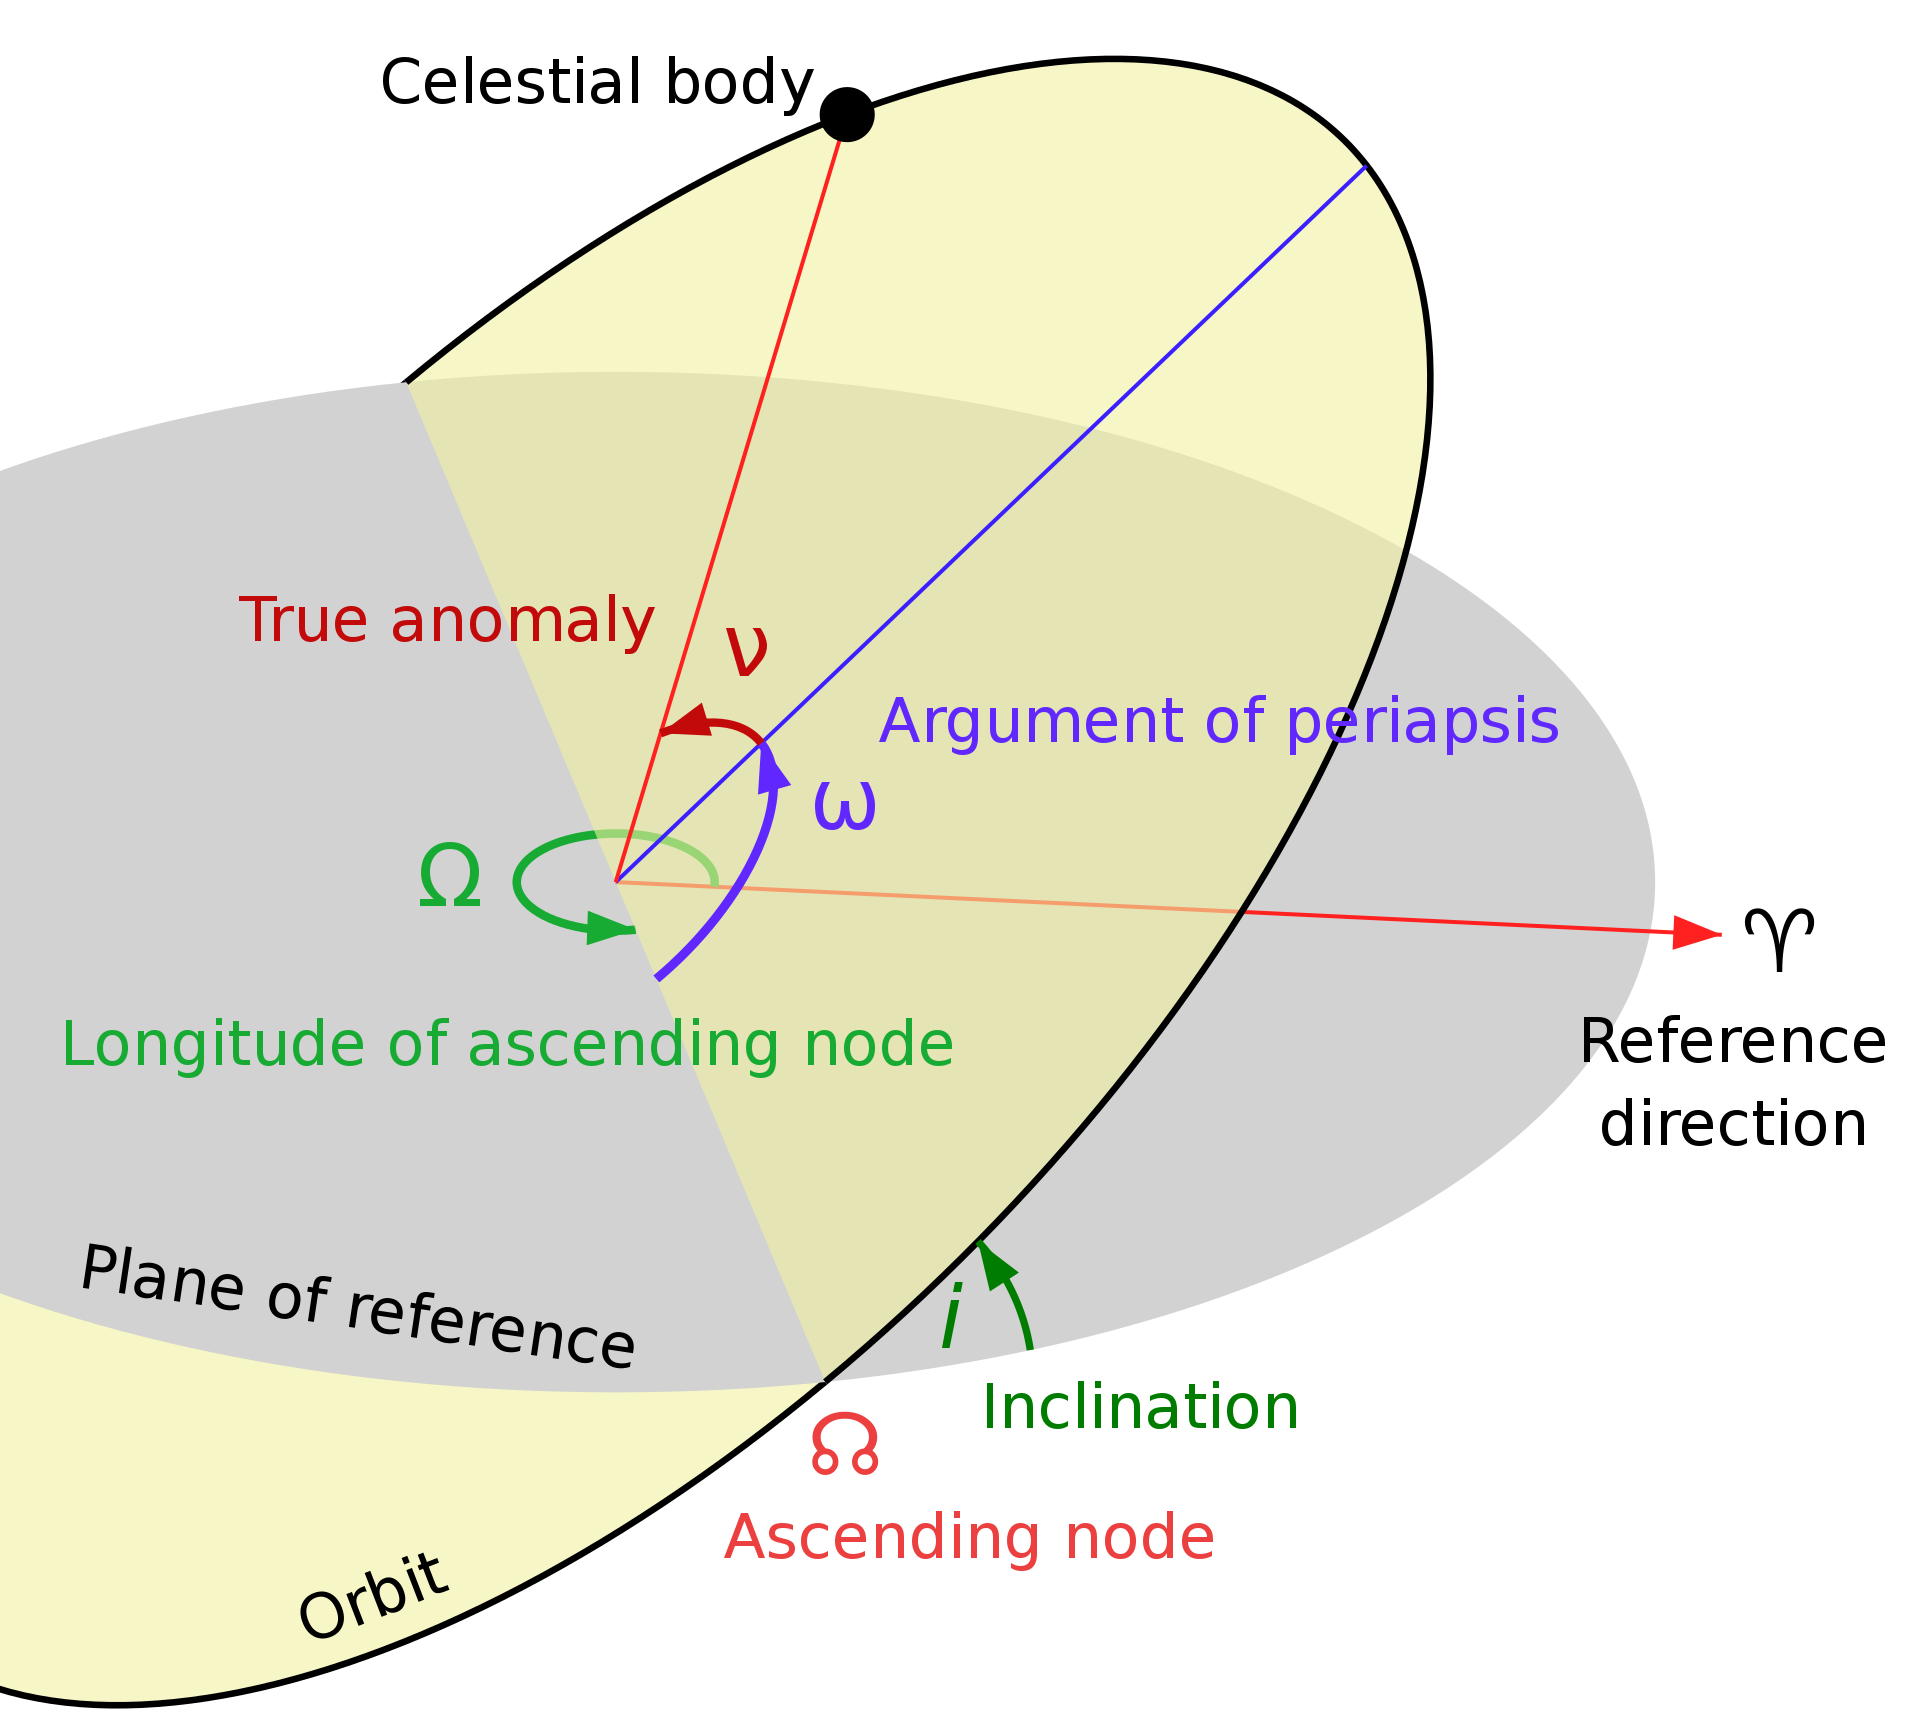 Celestial body
True anomaly
ν
Argument of periapsis
ω
Ω
♈
Reference
direction
Longitude of ascending node
Plane of reference
i
Inclination
☊
Ascending node
Orbit